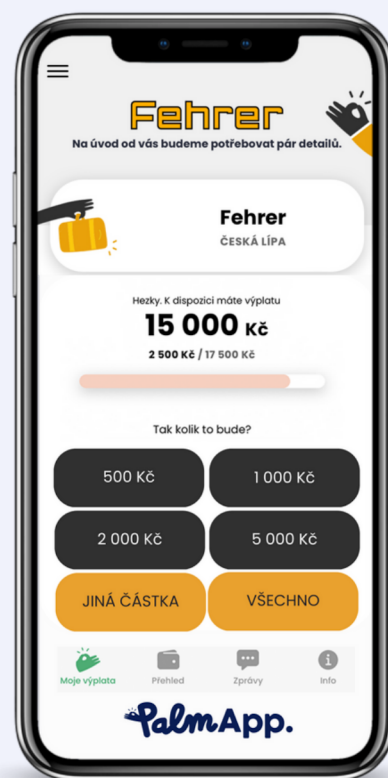 Fehrer
Na úvod od vás budeme potřebovat pár detailů.
Fehrer
ČESKÁ LÍPA
Hezky. K dispozici máte výplatu
15 000 Kč
2 500 Kč / 17 500 Kč
Tak kolik to bude?
500 Kč
1 000 Kč
2 000 Kč
5 000 Kč
JINÁ ČÁSTKA
VŠECHNO
Moje výplata
Přehled
Zprávy
Info
PalmApp.